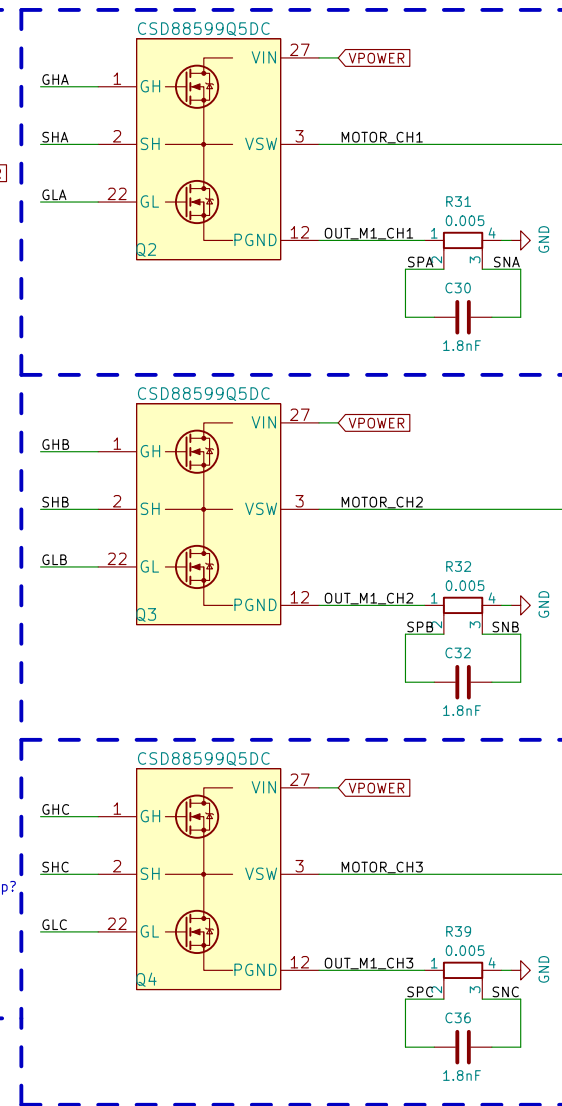 CSD88599Q5DC
VIN 27 VPOWER
GHA 1 GH
SHA 2 SH VSW 3 MOTOR_CH1
GLA 22 GL
R31
0.005
PGND 12 OUT_M1_CH1 1 4 GND
Q2
SPA 2 3 SNA
C30
1.8nF
CSD88599Q5DC
VIN 27 VPOWER
GHB 1 GH
SHB 2 SH VSW 3 MOTOR_CH2
GLB 22 GL
R32
0.005
PGND 12 OUT_M1_CH2 1 4 GND
Q3
SPB 2 3 SNB
C32
1.8nF
CSD88599Q5DC
VIN 27 VPOWER
GHC 1 GH
SHC 2 SH VSW 3 MOTOR_CH3
p?
GLC 22 GL
R39
0.005
PGND 12 OUT_M1_CH3 1 4 GND
Q4
SPC 2 3 SNC
C36
1.8nF